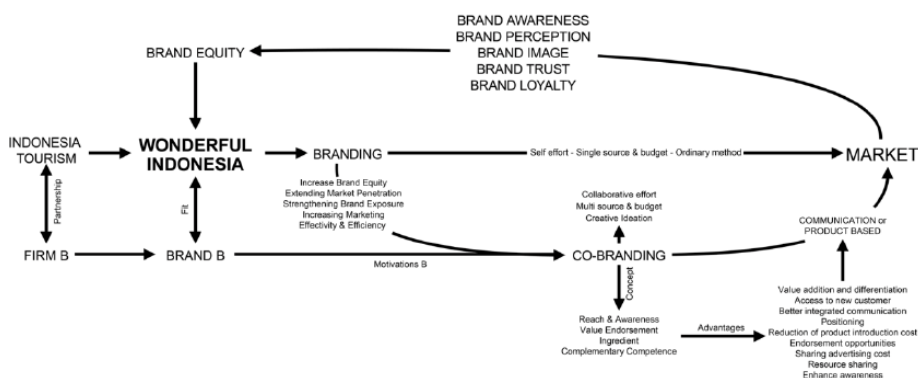 BRAND AWARENESS
BRAND PERCEPTION
BRAND IMAGE
BRAND TRUST
BRAND LOYALTY
BRAND EQUITY
INDONESIA
TOURISM
WONDERFUL
INDONESIA
BRANDING
Self effort - Single source & budget - Ordinary method
MARKET
Partnership
Fit
Increase Brand Equity
Extending Market Penetration
Strengthening Brand Exposure
Increasing Marketing
Effectivity & Efficiency
Collaborative effort
Multi source & budget
Creative Ideation
COMMUNICATION or
PRODUCT BASED
FIRM B
BRAND B
Motivations B
CO-BRANDING
Concept
Reach & Awareness
Value Endorsement
Ingredient
Complementary Competence
Advantages
Value addition and differentiation
Access to new customer
Better integrated communication
Positioning
Reduction of product introduction cost
Endorsement opportunities
Sharing advertising cost
Resource sharing
Enhance awareness